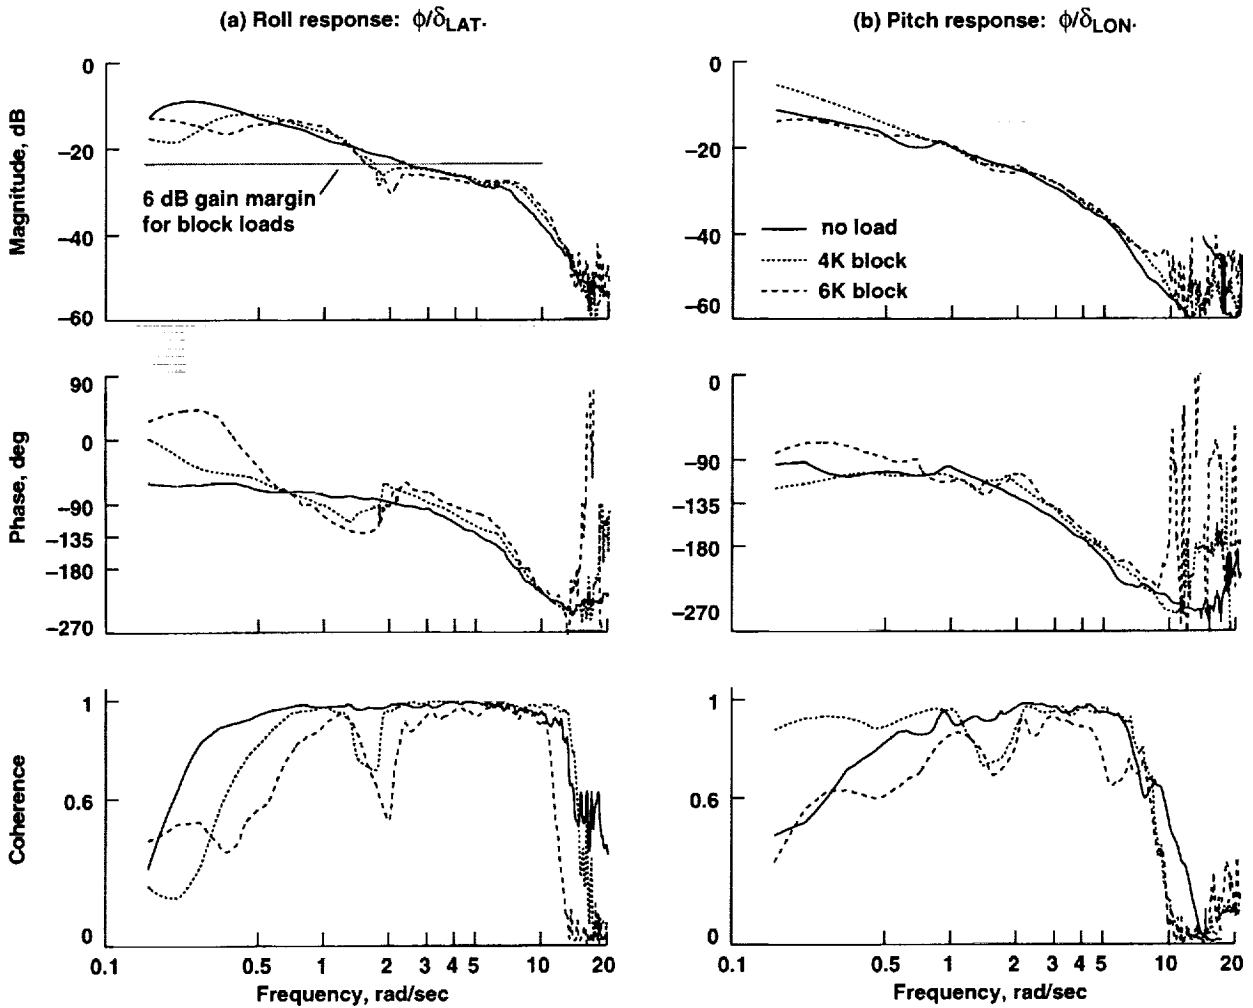 (a) Roll response: ϕ/δLAT.
(b) Pitch response: ϕ/δLON.
Magnitude, dB
0
−20
−40
−60
6 dB gain margin
for block loads
0
−20
−40
−60
no load
4K block
6K block
Phase, deg
90
0
−90
−135
−180
−270
0
−90
−135
−180
−270
Coherence
1
0.6
0
1
0.6
0
0.1 0.5 1 2 3 4 5 10 20
Frequency, rad/sec
0.1 0.5 1 2 3 4 5 10 20
Frequency, rad/sec